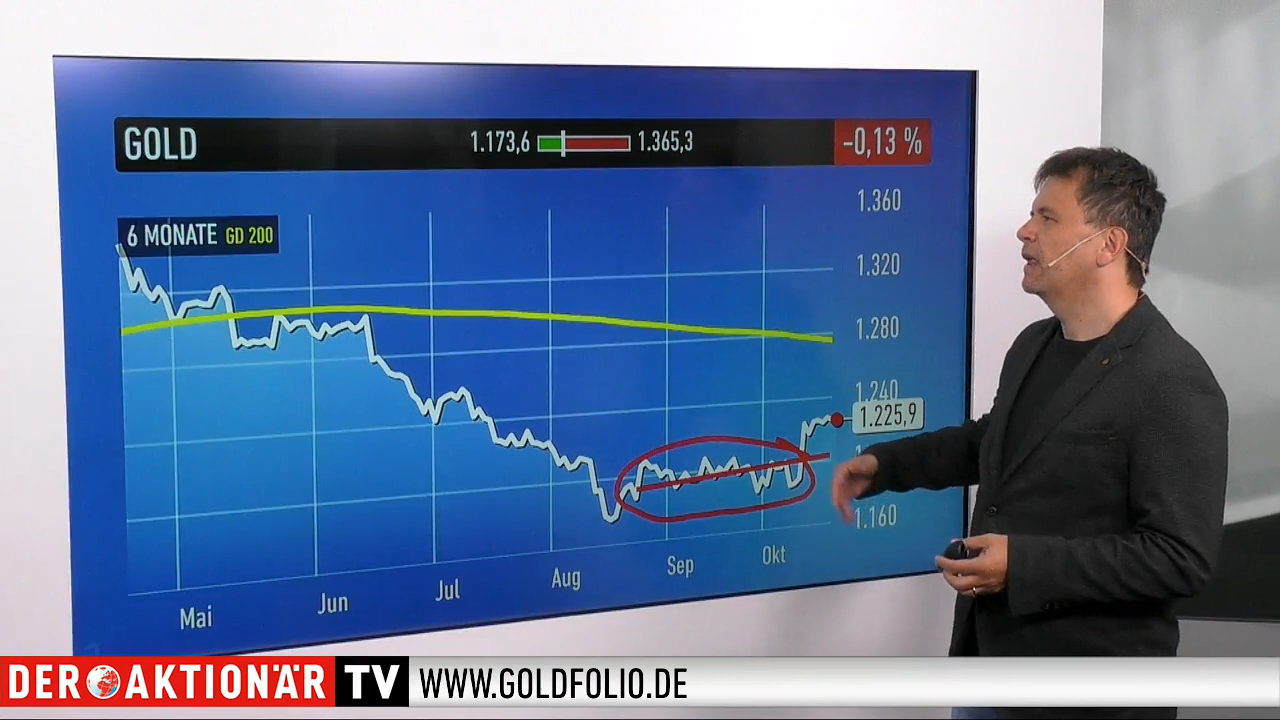 GOLD 1.173,6 1.365,3 -0,13 %
6 MONATE GD 200
1.360
1.320
1.280
1.240
1.225,9
1.160
Mai Jun Jul Aug Sep Okt
DER AKTIONÄR TV WWW.GOLDFOLIO.DE